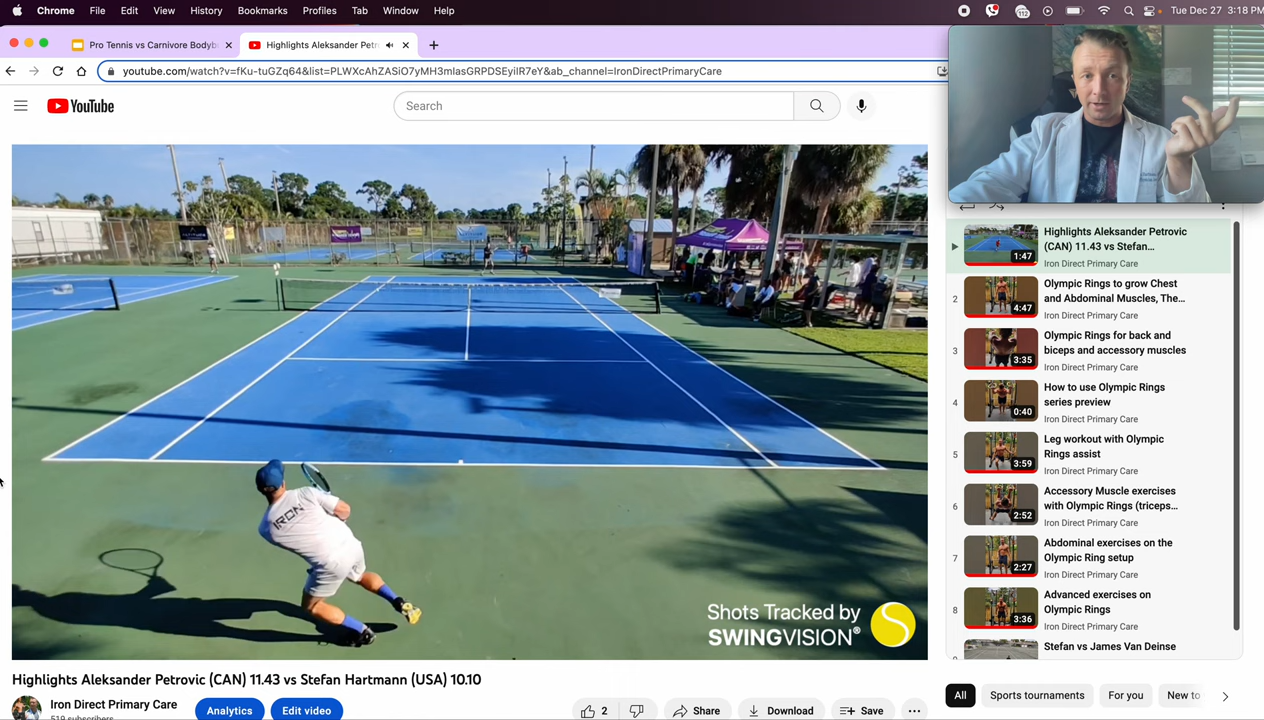 Chrome File Edit View History Bookmarks Profiles Tab Window Help 112 Tue Dec 27 3:18 PM
Pro Tennis vs Carnivore Bodyb
Highlights Aleksander Petr
youtube.com/watch?v=fKu-tuGZq64&list=PLWXcAhZASiO7yMH3mIasGRPDSEyiIR7eY&ab_channel=IronDirectPrimaryCare
YouTube
Search
IRON
Shots Tracked by
SWINGVISION®
Highlights Aleksander Petrovic (CAN) 11.43 vs Stefan Hartmann (USA) 10.10
Iron Direct Primary Care
519 subscribers
Analytics
Edit video
2
Share
Download
Save
1:47
Highlights Aleksander Petrovic
(CAN) 11.43 vs Stefan...
Iron Direct Primary Care
2
4:47
Olympic Rings to grow Chest
and Abdominal Muscles, The...
Iron Direct Primary Care
3
3:35
Olympic Rings for back and
biceps and accessory muscles
Iron Direct Primary Care
4
0:40
How to use Olympic Rings
series preview
Iron Direct Primary Care
5
3:59
Leg workout with Olympic
Rings assist
Iron Direct Primary Care
6
2:52
Accessory Muscle exercises
with Olympic Rings (triceps...
Iron Direct Primary Care
7
2:27
Abdominal exercises on the
Olympic Ring setup
Iron Direct Primary Care
8
3:36
Advanced exercises on
Olympic Rings
Iron Direct Primary Care
Stefan vs James Van Deinse
All
Sports tournaments
For you
New to